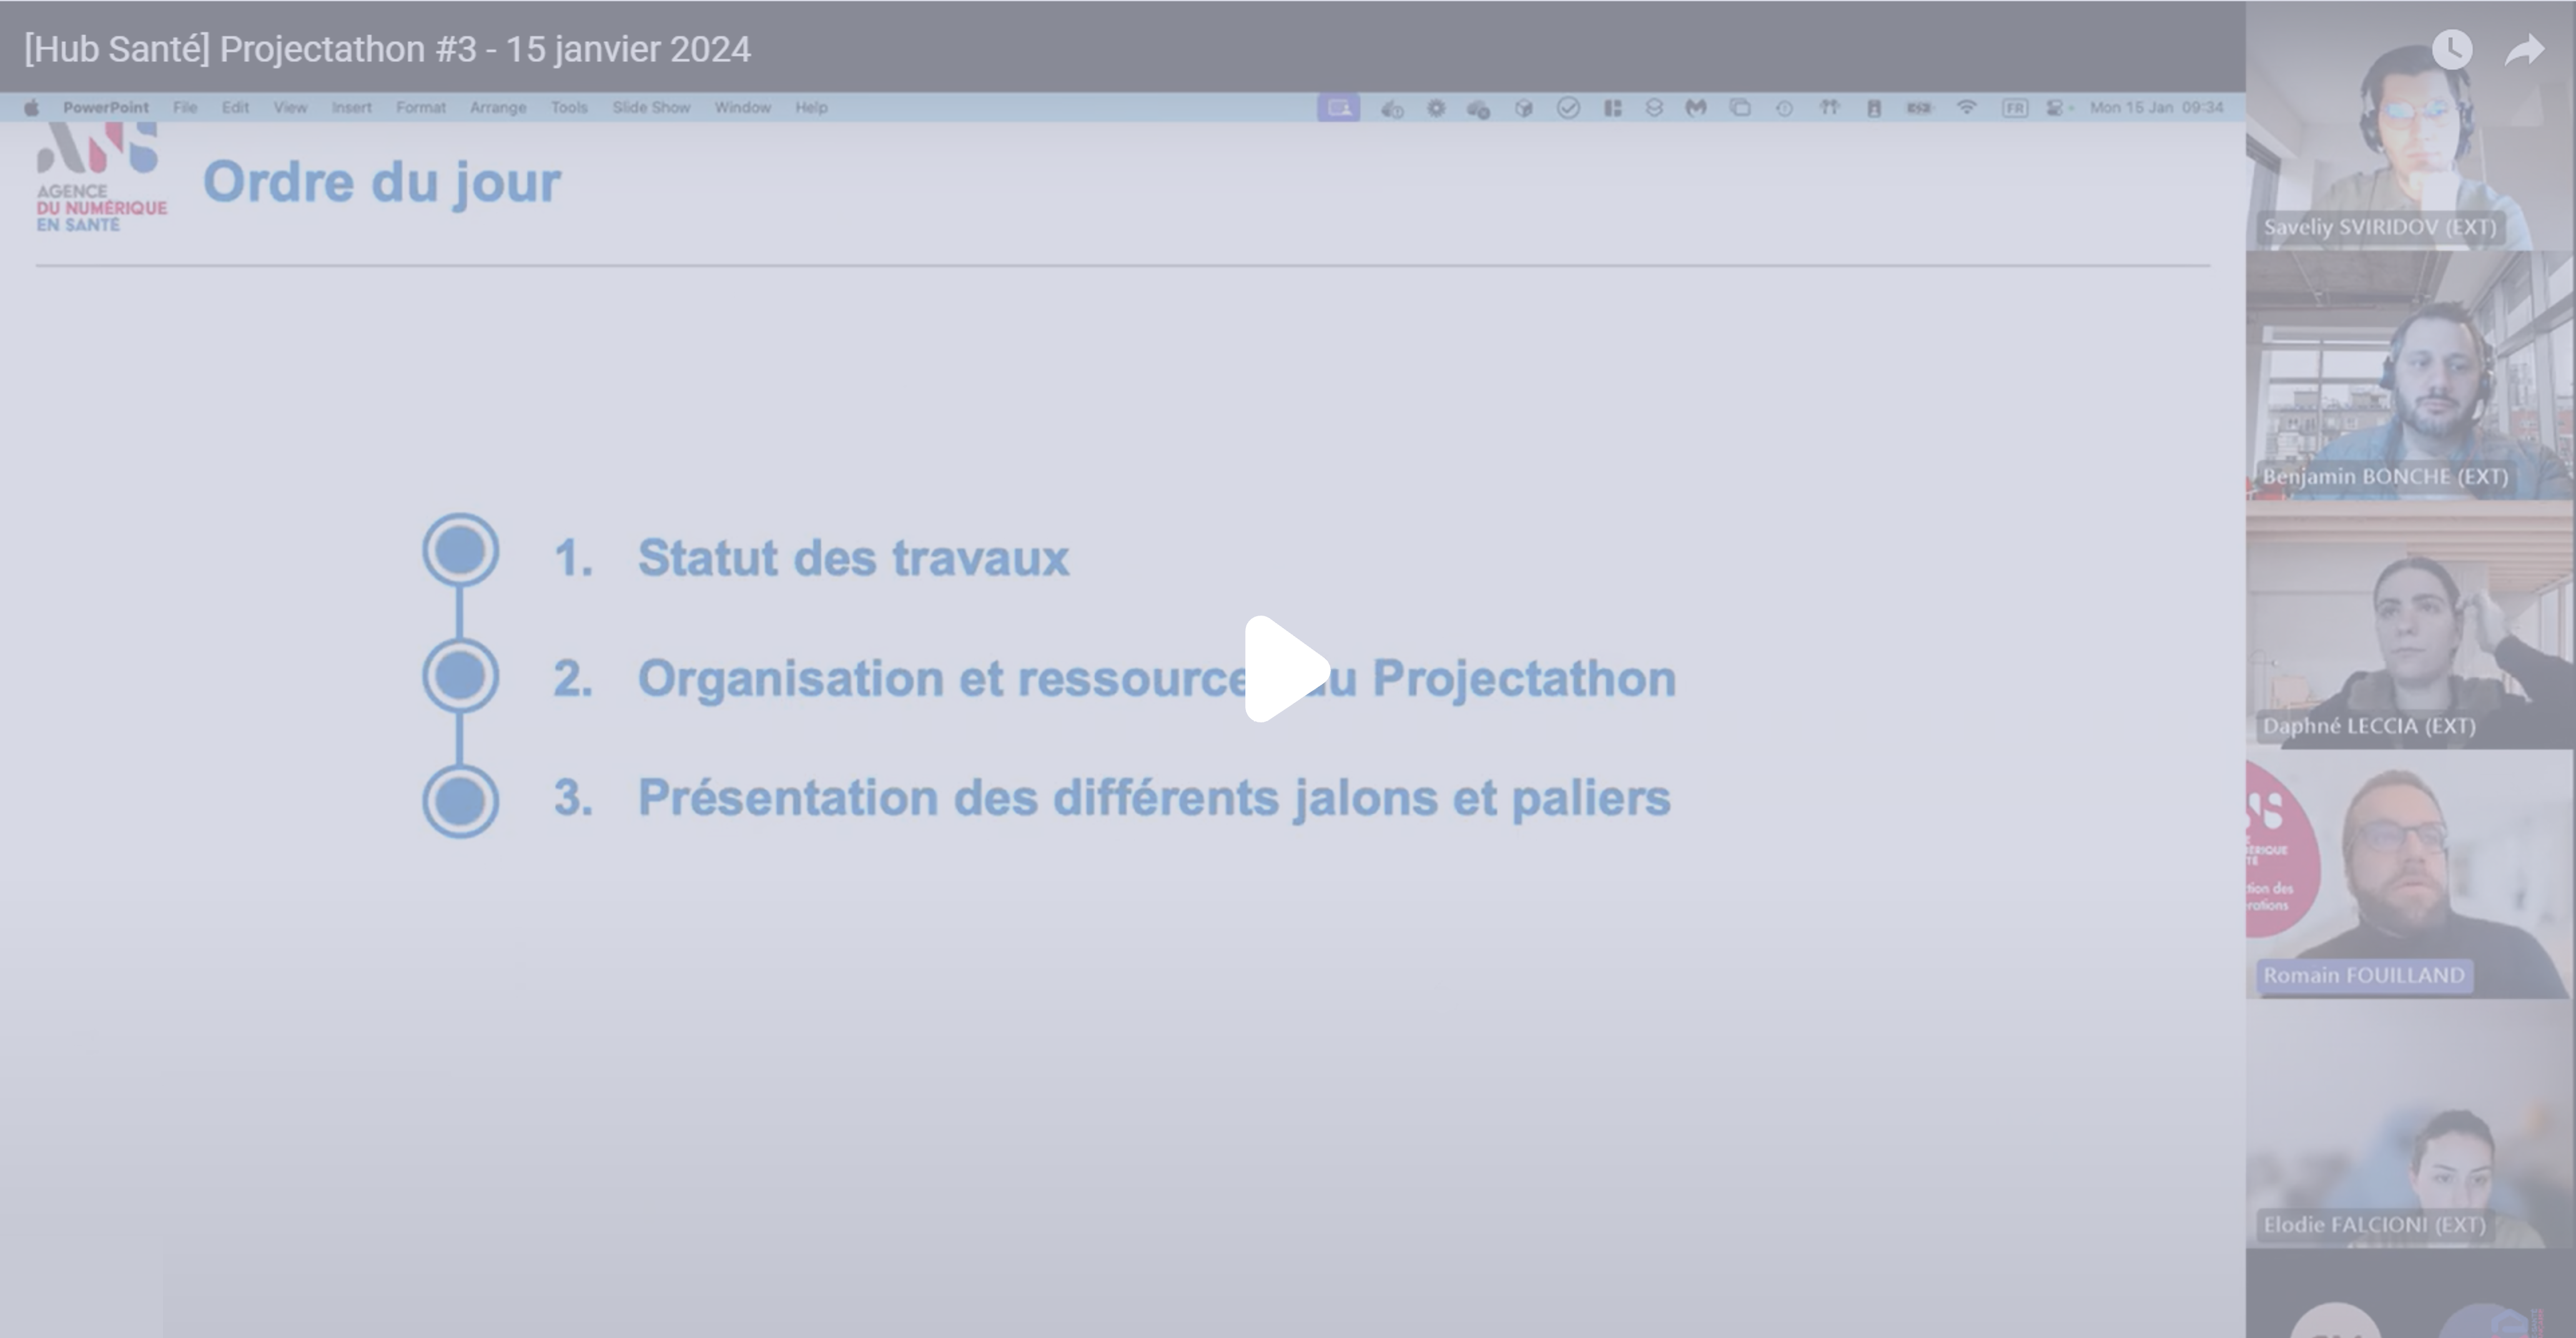 [Hub Santé] Projectathon #3 - 15 janvier 2024
PowerPoint File Edit View Insert Format Arrange Tools Slide Show Window Help
FR Mon 15 Jan 09:34
ANS
AGENCE
DU NUMÉRIQUE
EN SANTÉ
Ordre du jour
1. Statut des travaux
2. Organisation et ressource u Projectathon
3. Présentation des différents jalons et paliers
Saveliy SVIRIDOV (EXT)
Benjamin BONCHE (EXT)
Daphné LECCIA (EXT)
Romain FOUILLAND
Elodie FALCIONI (EXT)